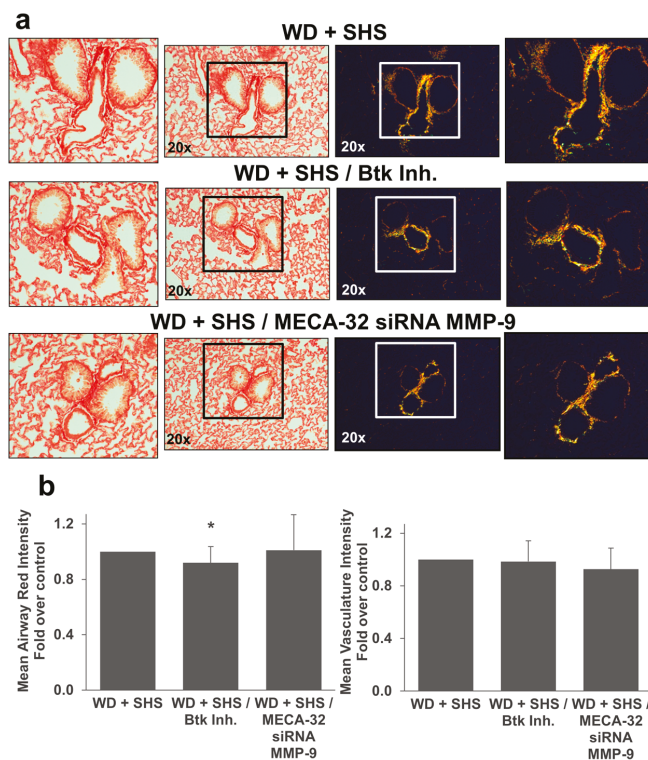 a
WD + SHS
20x
WD + SHS / Btk Inh.
20x
20x
WD + SHS / MECA-32 siRNA MMP-9
20x
20x
b
Mean Airway Red Intensity
Fold over control
1.2
0.8
0.4
0.0
*
WD + SHS
WD + SHS /
Btk Inh.
WD + SHS /
MECA-32
siRNA
MMP-9
Mean Vasculature Intensity
Fold over control
1.2
0.8
0.4
0.0
WD + SHS
WD + SHS /
Btk Inh.
WD + SHS /
MECA-32
siRNA
MMP-9